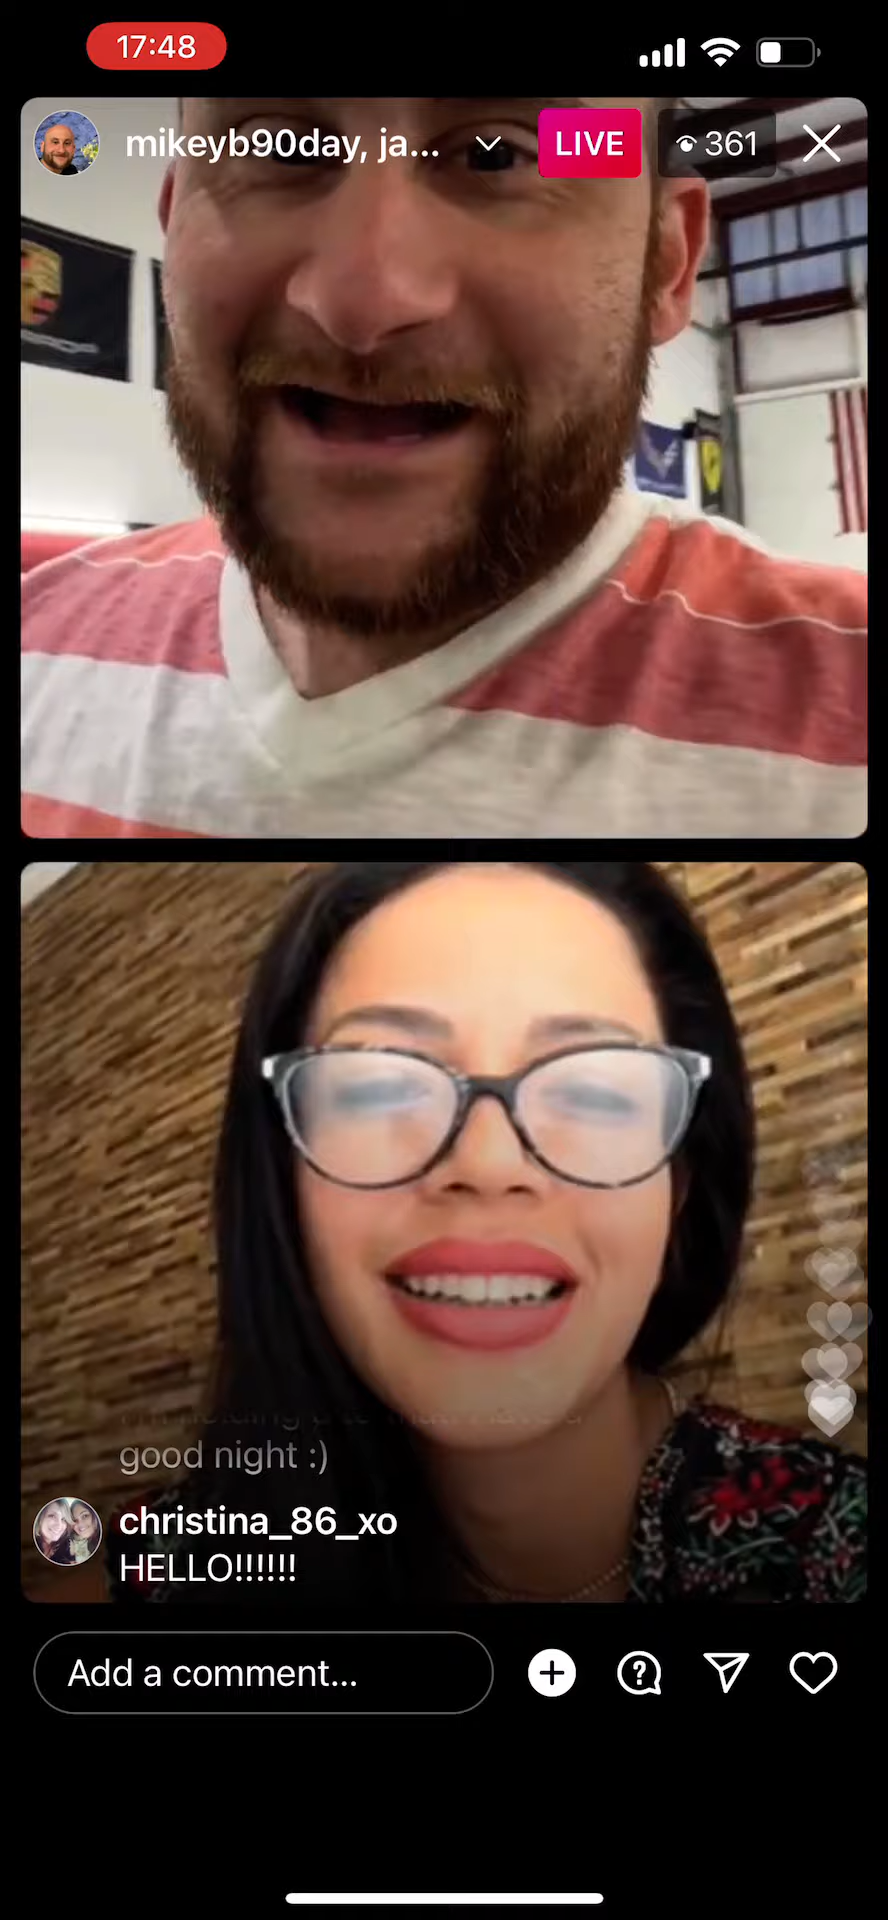 17:48
mikeyb90day, ja...
LIVE
361
good night :)
christina_86_xo
HELLO!!!!!!
Add a comment...